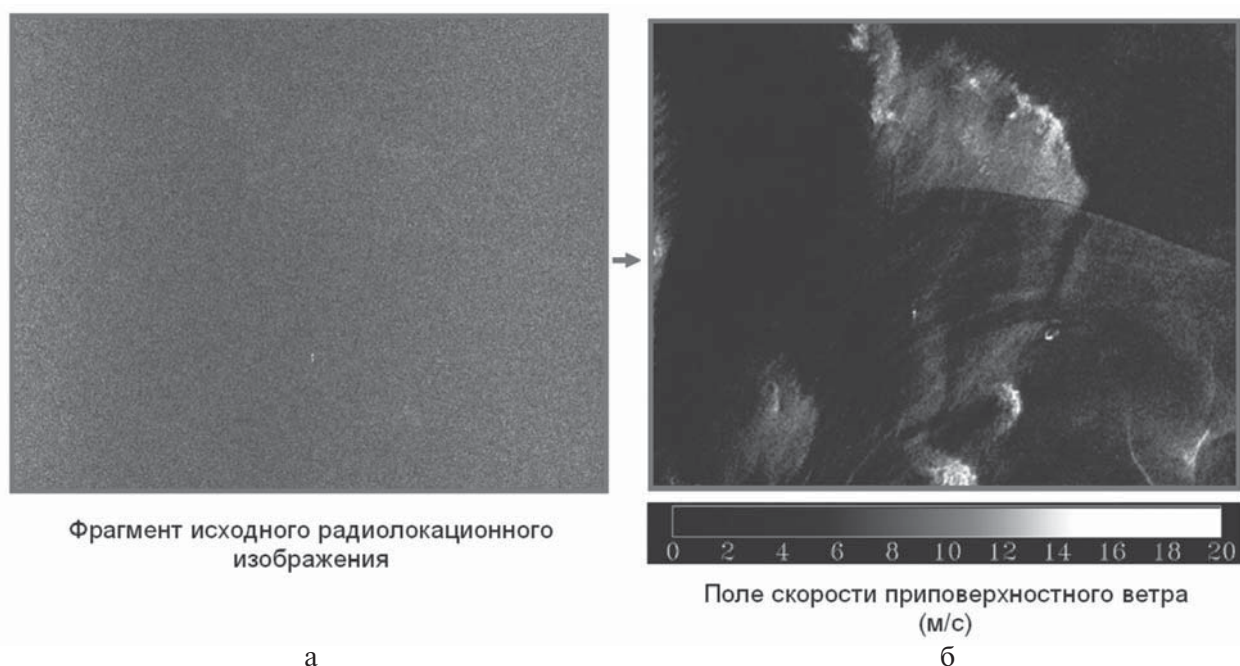 0 2 4 6 8 10 12 14 16 18 20
Фрагмент исходного радиолокационного
изображения
Поле скорости приповерхностного ветра
(м/с)
а
б